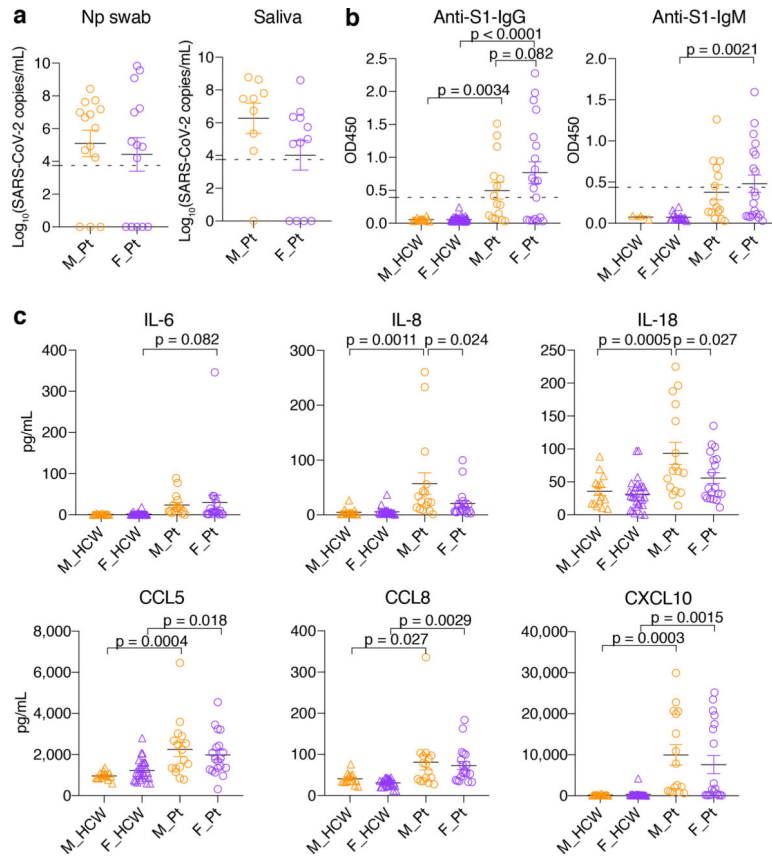 a
Np swab
Saliva
Log10(SARS-CoV-2 copies/mL)
12
10
8
6
4
2
0
M_Pt
F_Pt
Log10(SARS-CoV-2 copies/mL)
10
8
6
4
2
0
M_Pt
F_Pt
b
Anti-S1-IgG
p < 0.0001
p = 0.082
p = 0.0034
OD450
2.5
2.0
1.5
1.0
0.5
0.0
M_HCW
F_HCW
M_Pt
F_Pt
Anti-S1-IgM
p = 0.0021
OD450
2.0
1.5
1.0
0.5
0.0
M_HCW
F_HCW
M_Pt
F_Pt
c
IL-6
p = 0.082
pg/mL
400
300
200
100
0
M_HCW
F_HCW
M_Pt
F_Pt
IL-8
p = 0.0011
p = 0.024
300
200
100
0
M_HCW
F_HCW
M_Pt
F_Pt
IL-18
p = 0.0005
p = 0.027
250
200
150
100
50
0
M_HCW
F_HCW
M_Pt
F_Pt
CCL5
p = 0.018
p = 0.0004
pg/mL
8,000
6,000
4,000
2,000
0
M_HCW
F_HCW
M_Pt
F_Pt
CCL8
p = 0.0029
p = 0.027
400
300
200
100
0
M_HCW
F_HCW
M_Pt
F_Pt
CXCL10
p = 0.0015
p = 0.0003
40,000
30,000
20,000
10,000
0
M_HCW
F_HCW
M_Pt
F_Pt